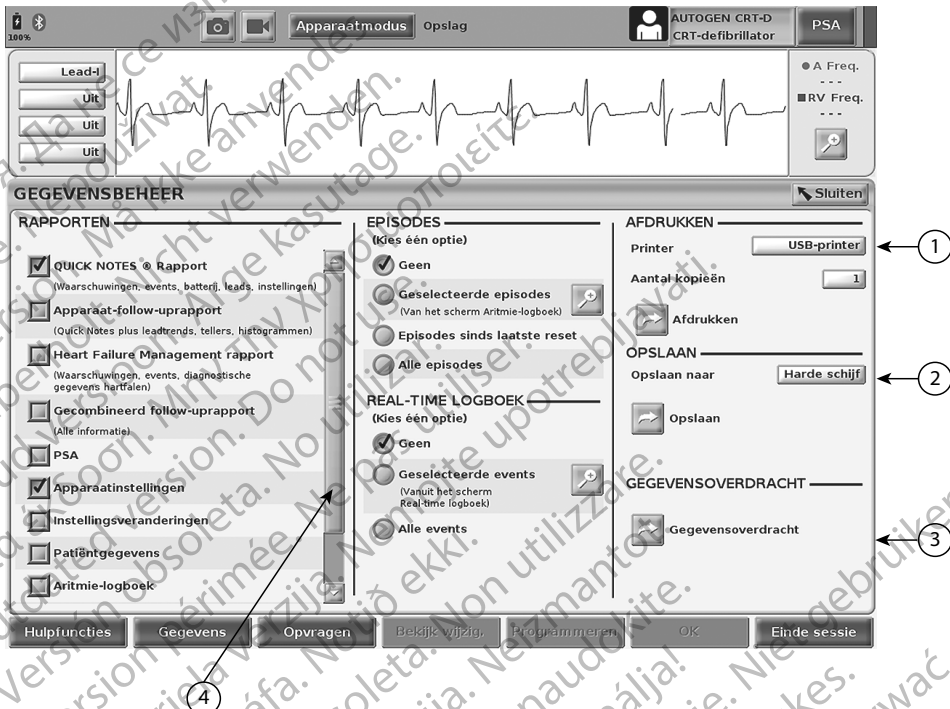 100%
Apparaatmodus Opslag
AUTOGEN CRT-D
CRT-defibrillator
PSA
Lead-I
Uit
Uit
Uit
A Freq.
- - -
RV Freq.
- - -
GEGEVENSBEHEER
Sluiten
RAPPORTEN
QUICK NOTES ® Rapport
(Waarschuwingen, events, batterij, leads, instellingen)
Apparaat-follow-uprapport
(Quick Notes plus leadtrends, tellers, histogrammen)
Heart Failure Management rapport
(Waarschuwingen, events, diagnostische
gegevens hartfalen)
Gecombineerd follow-uprapport
(Alle informatie)
PSA
Apparaatinstellingen
Instellingsveranderingen
Patiëntgegevens
Aritmie-logboek
EPISODES
(Kies één optie)
Geen
Geselecteerde episodes
(Van het scherm Aritmie-logboek)
Episodes sinds laatste reset
Alle episodes
REAL-TIME LOGBOEK
(Kies één optie)
Geen
Geselecteerde events
(Vanuit het scherm
Real-time logboek)
Alle events
AFDRUKKEN
Printer USB-printer
Aantal kopieën 1
Afdrukken
OPSLAAN
Opslaan naar Harde schijf
Opslaan
GEGEVENSOVERDRACHT
Gegevensoverdracht
Hulpfuncties Gegevens Opvragen Bekijk wijzig. Programmeren OK Einde sessie
1
2
3
4